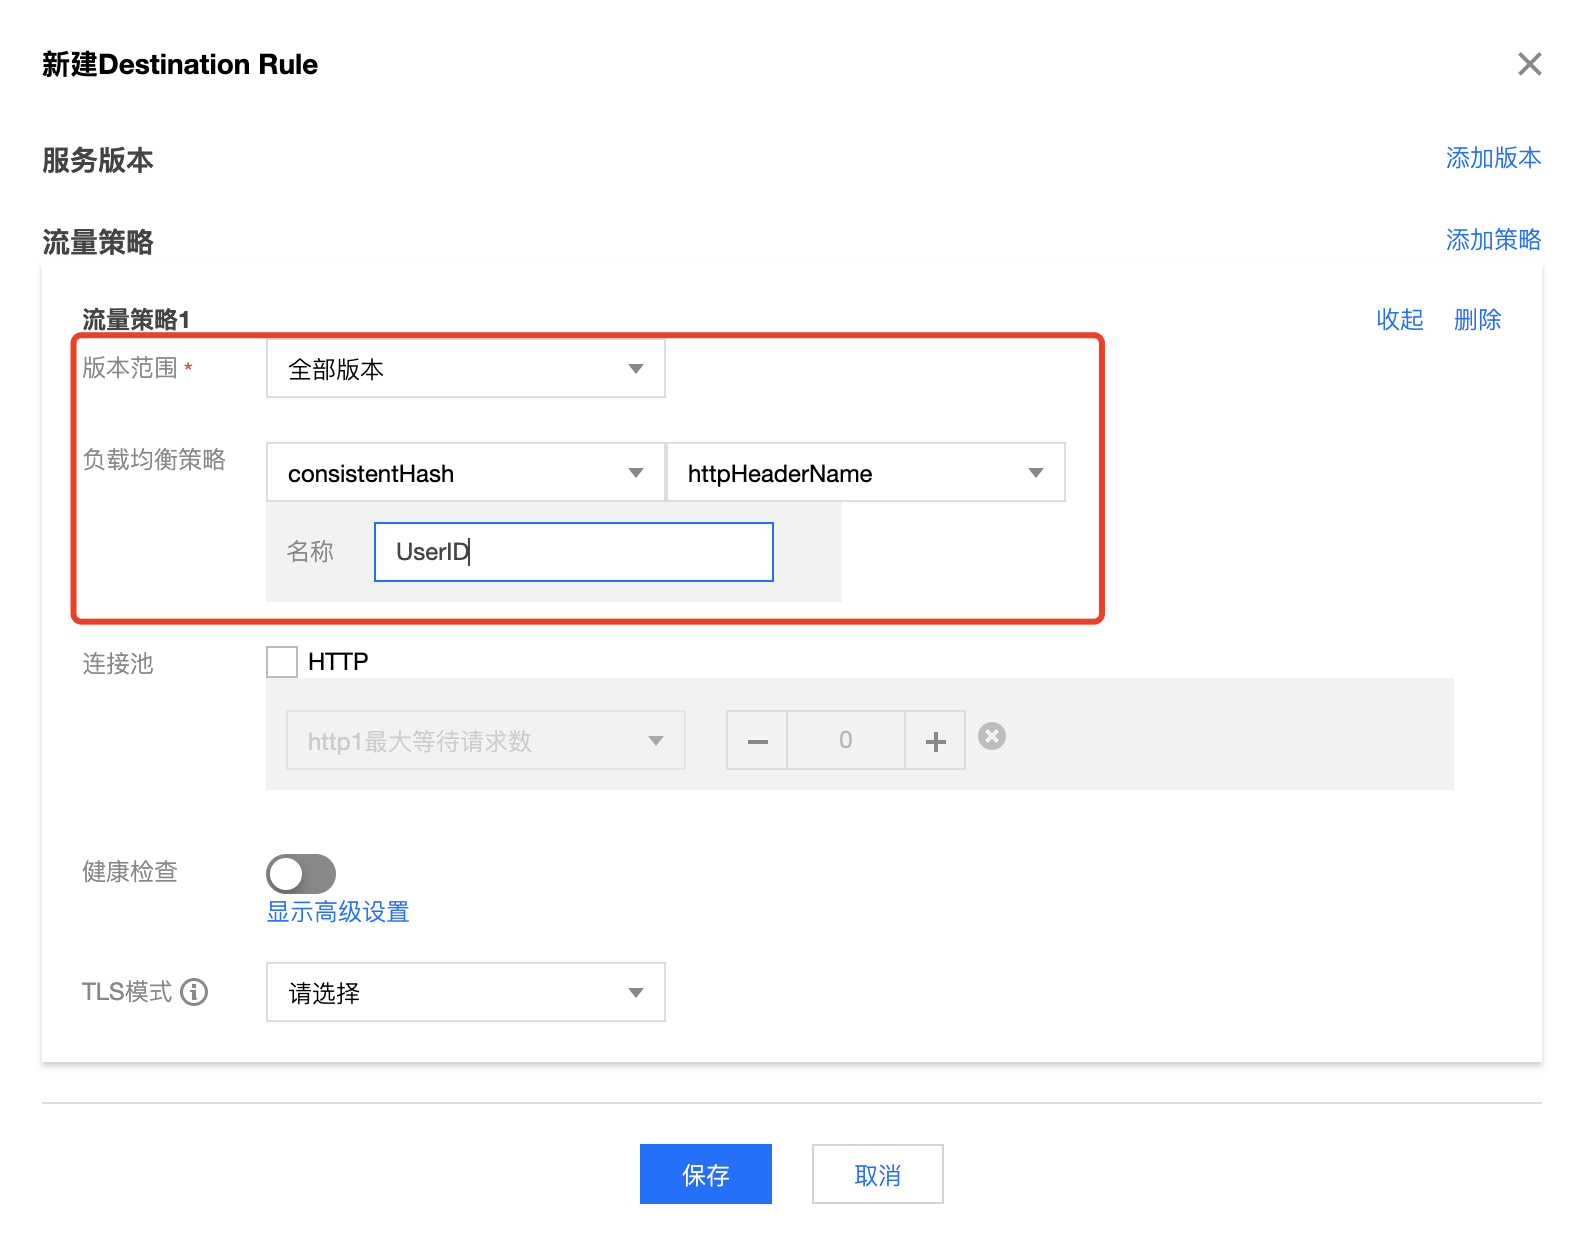 新建Destination Rule
服务版本 添加版本
流量策略 添加策略
流量策略1 收起 删除
版本范围 * 全部版本
负载均衡策略 consistentHash httpHeaderName
名称 UserID
连接池 HTTP
http1最大等待请求数 0
健康检查
显示高级设置
TLS模式 请选择
保存 取消